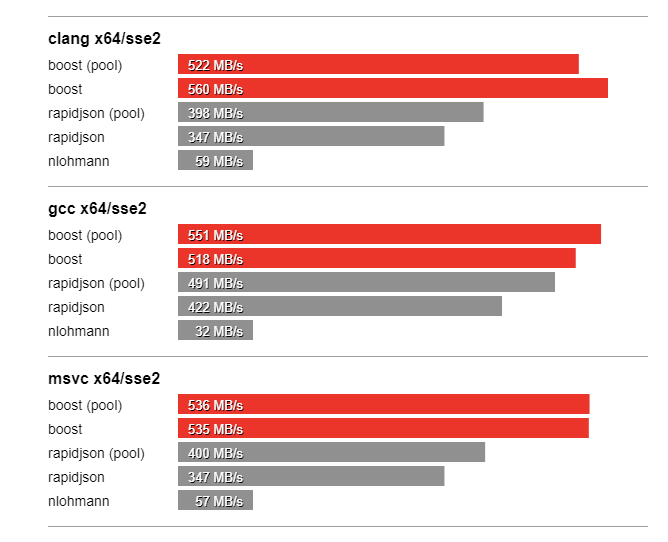 clang x64/sse2
boost (pool) 522 MB/s
boost 560 MB/s
rapidjson (pool) 398 MB/s
rapidjson 347 MB/s
nlohmann 59 MB/s
gcc x64/sse2
boost (pool) 551 MB/s
boost 518 MB/s
rapidjson (pool) 491 MB/s
rapidjson 422 MB/s
nlohmann 32 MB/s
msvc x64/sse2
boost (pool) 536 MB/s
boost 535 MB/s
rapidjson (pool) 400 MB/s
rapidjson 347 MB/s
nlohmann 57 MB/s